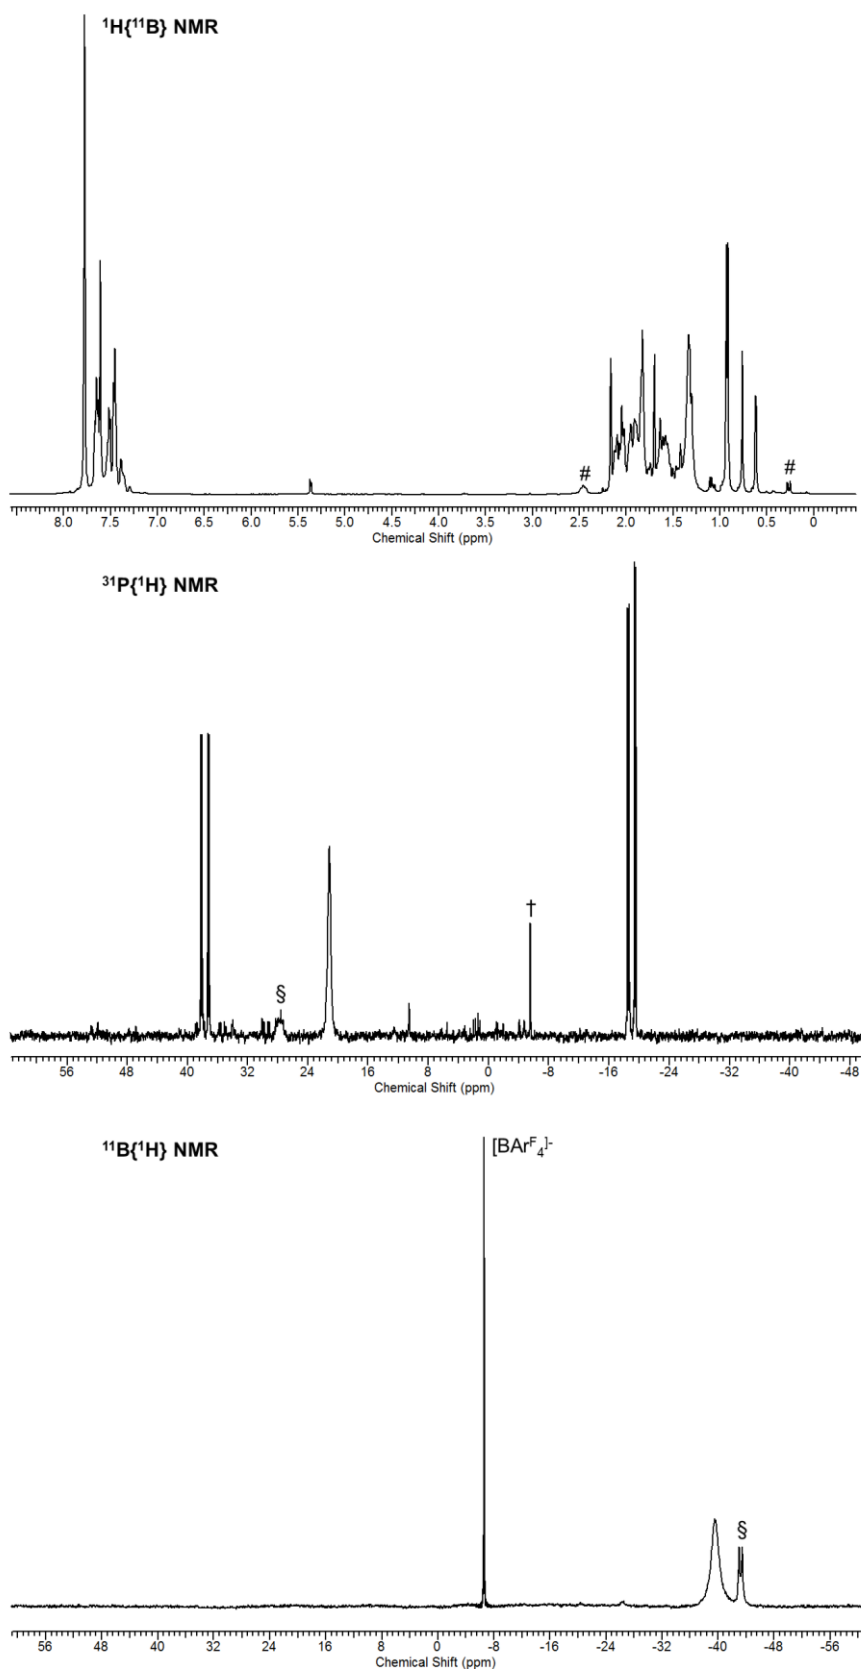 ¹H{¹¹B} NMR
# #
8.0 7.5 7.0 6.5 6.0 5.5 5.0 4.5 4.0 3.5 3.0 2.5 2.0 1.5 1.0 0.5 0
Chemical Shift (ppm)
³¹P{¹H} NMR
§ †
56 48 40 32 24 16 8 0 -8 -16 -24 -32 -40 -48
Chemical Shift (ppm)
¹¹B{¹H} NMR
[BArF₄]-
§
56 48 40 32 24 16 8 0 -8 -16 -24 -32 -40 -48 -56
Chemical Shift (ppm)